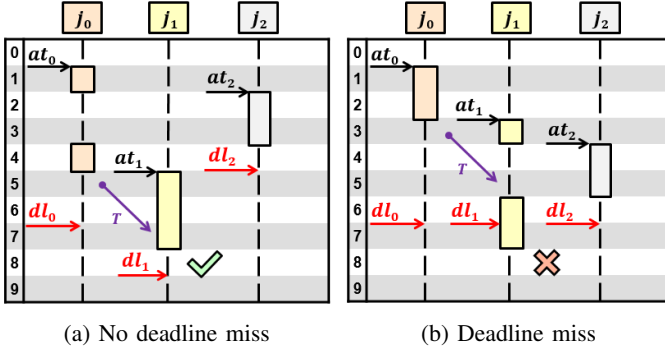 j₀ j₁ j₂ j₀ j₁ j₂
0 0
at₀ at₀
1 1
at₂
2 2
at₁
3 3
at₂
4 4
at₁ dl₂
T
5 5
T
6 6
dl₀ dl₀ dl₁ dl₂
7 7
8 8
dl₁
9 9
(a) No deadline miss (b) Deadline miss